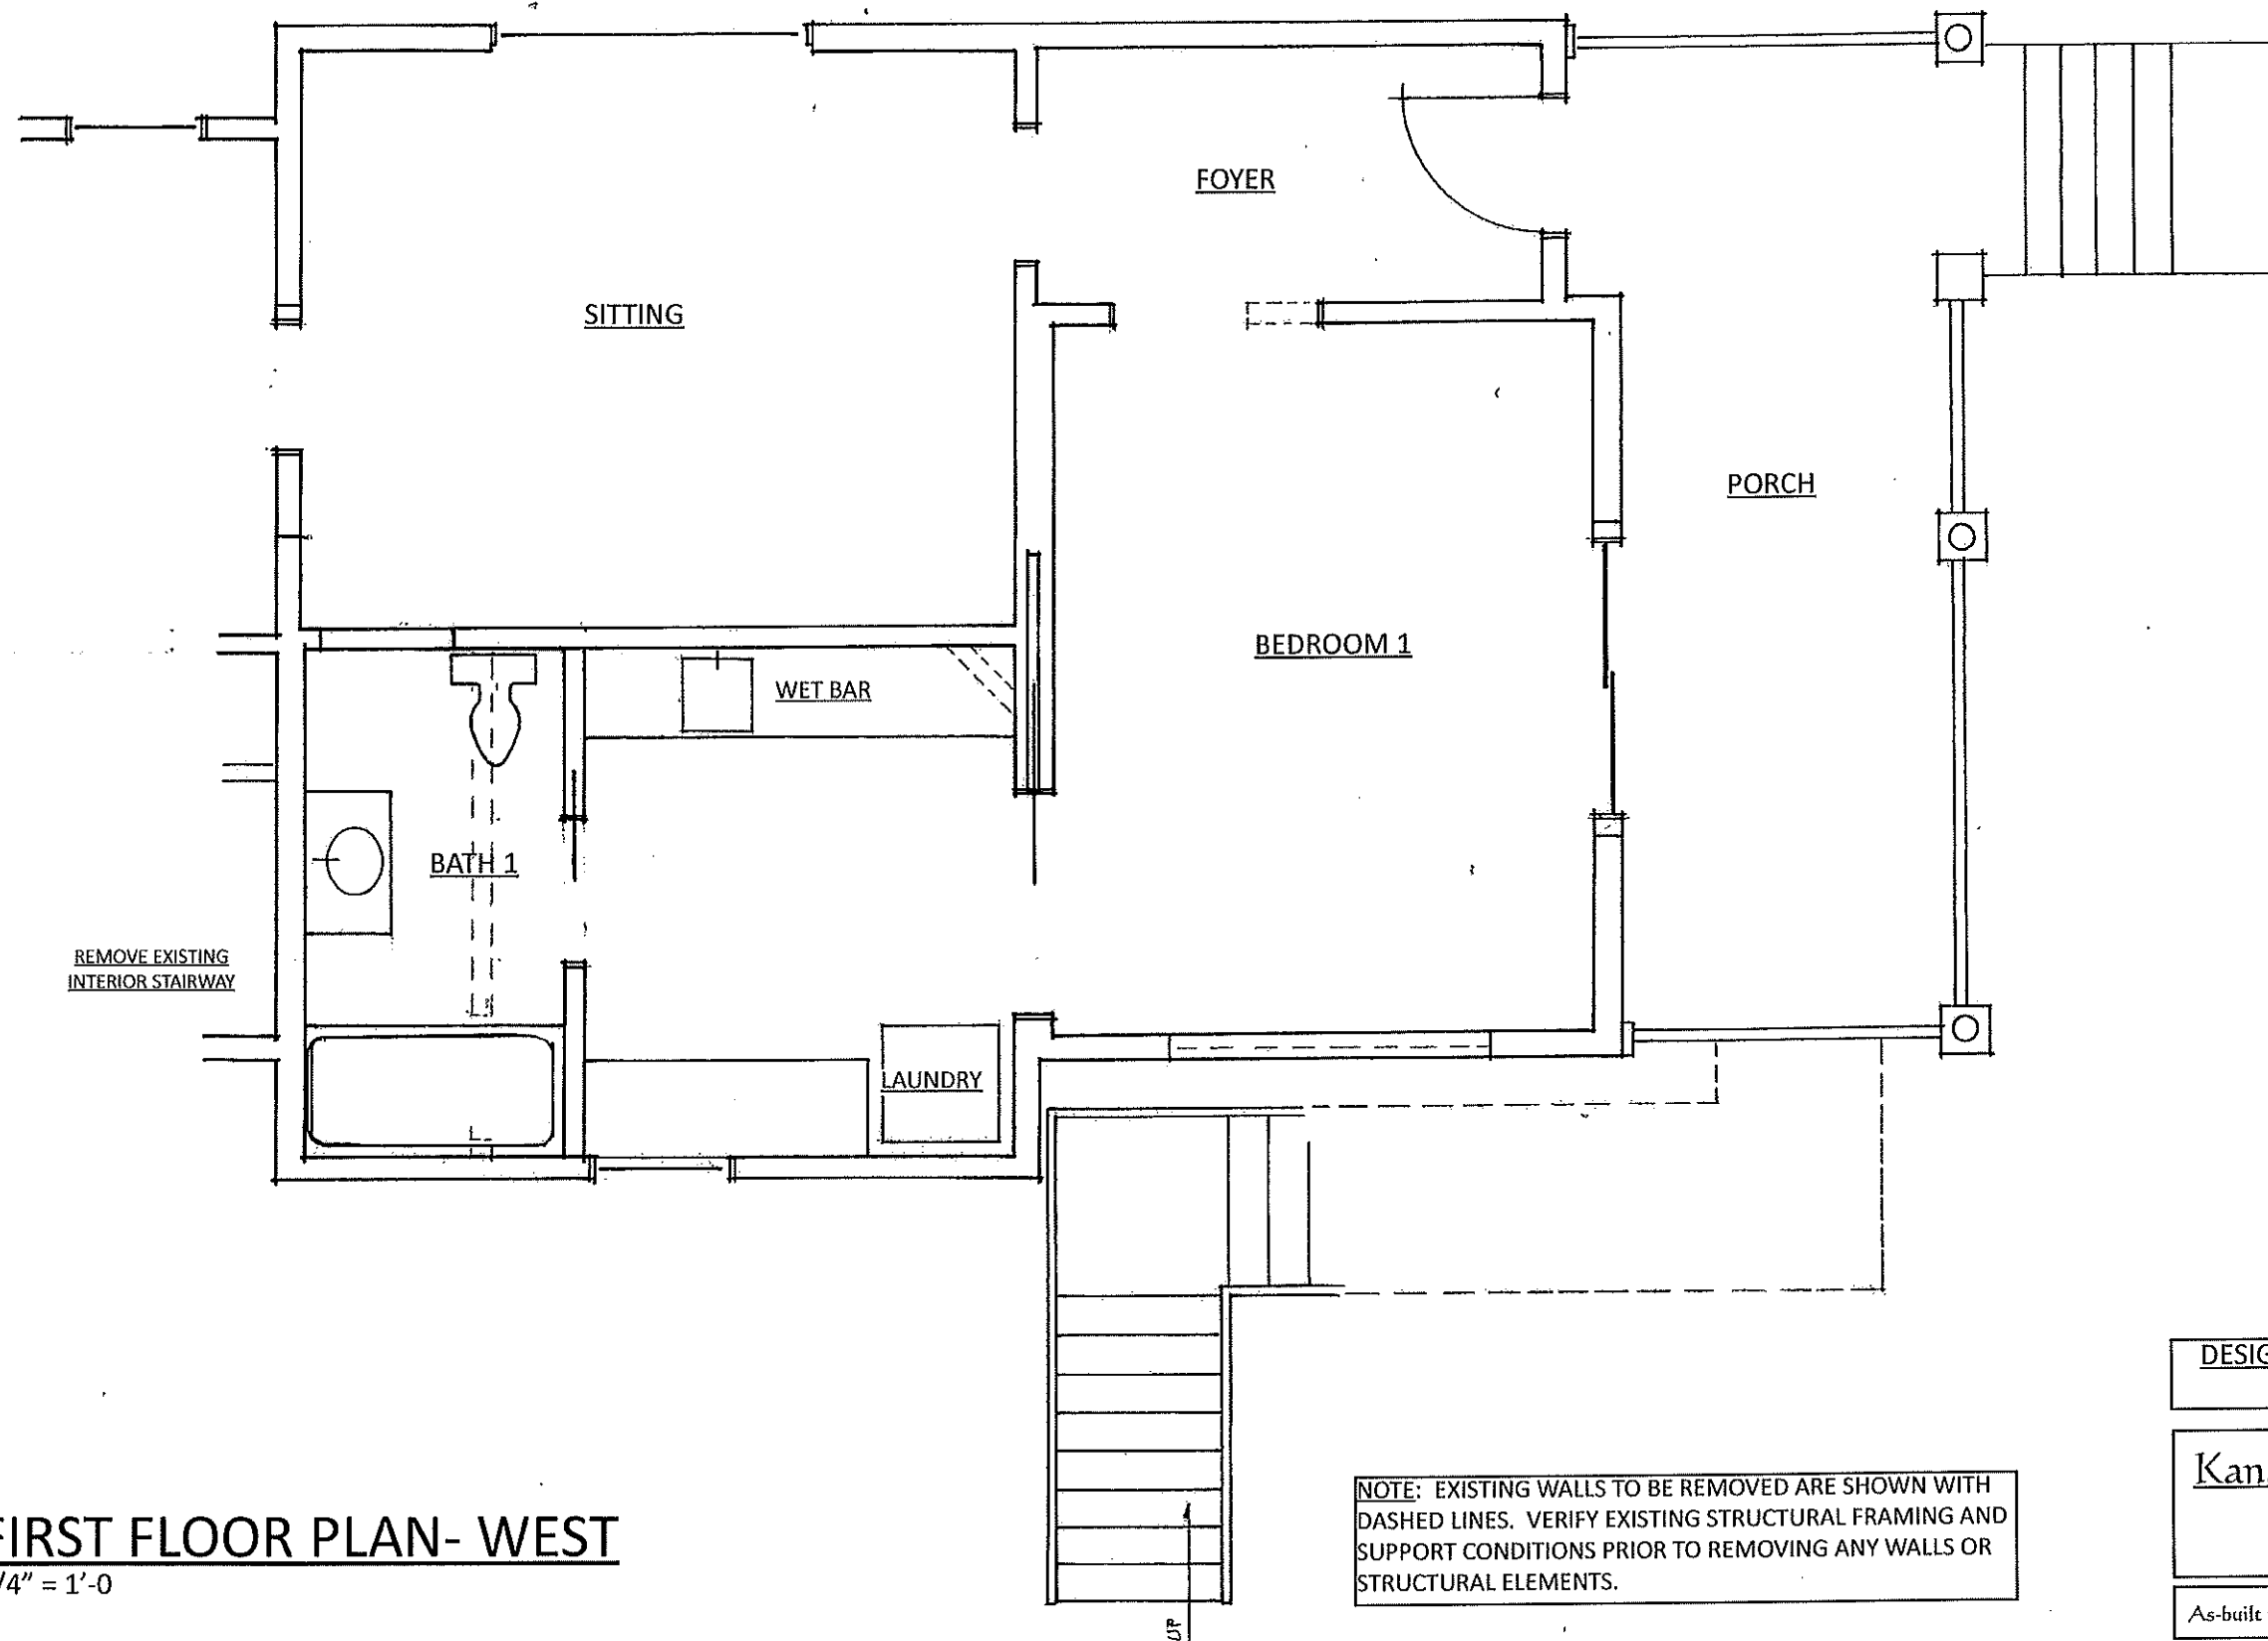 FOYER
SITTING
PORCH
BEDROOM 1
WET BAR
BATH 1
REMOVE EXISTING
INTERIOR STAIRWAY
LAUNDRY
DESIG
Kan
NOTE: EXISTING WALLS TO BE REMOVED ARE SHOWN WITH
DASHED LINES. VERIFY EXISTING STRUCTURAL FRAMING AND
SUPPORT CONDITIONS PRIOR TO REMOVING ANY WALLS OR
STRUCTURAL ELEMENTS.
FIRST FLOOR PLAN- WEST
/4" = 1'-0
As-built
UP